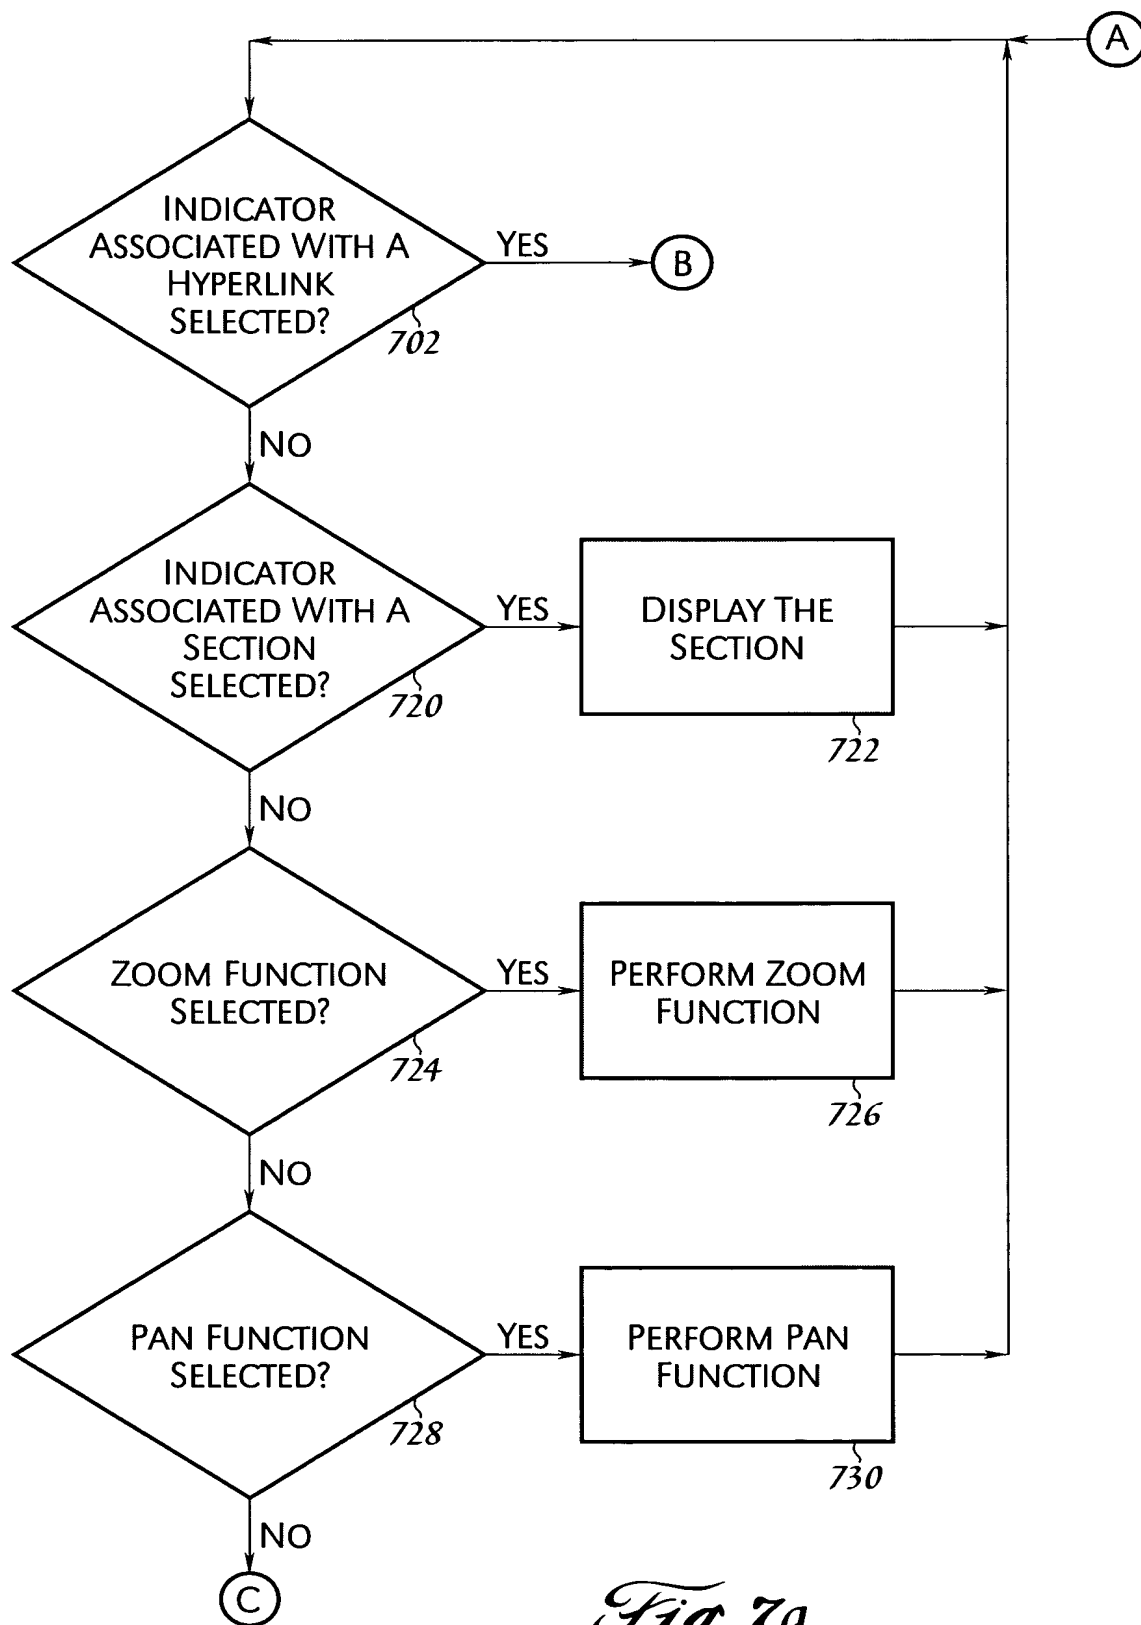 A
INDICATOR
ASSOCIATED WITH A
HYPERLINK
SELECTED?
YES
B
702
NO
INDICATOR
ASSOCIATED WITH A
SECTION
SELECTED?
YES
DISPLAY THE
SECTION
720
722
NO
ZOOM FUNCTION
SELECTED?
YES
PERFORM ZOOM
FUNCTION
724
726
NO
PAN FUNCTION
SELECTED?
YES
PERFORM PAN
FUNCTION
728
730
NO
C
Fig. 7a